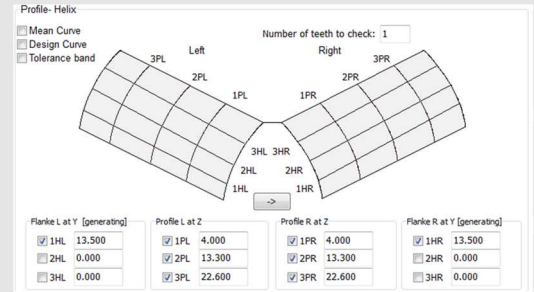 Profile- Helix
Mean Curve
Number of teeth to check: 1
Design Curve
Tolerance band
Left
Right
3PL
3PR
2PL
2PR
1PL
1PR
3HL 3HR
2HL 2HR
1HL 1HR
->
Flanke L at Y [generating] Profile L at Z Profile R at Z Flanke R at Y [generating]
1HL 13.500 1PL 4.000 1PR 4.000 1HR 13.500
2HL 0.000 2PL 13.300 2PR 13.300 2HR 0.000
3HL 0.000 3PL 22.600 3PR 22.600 3HR 0.000